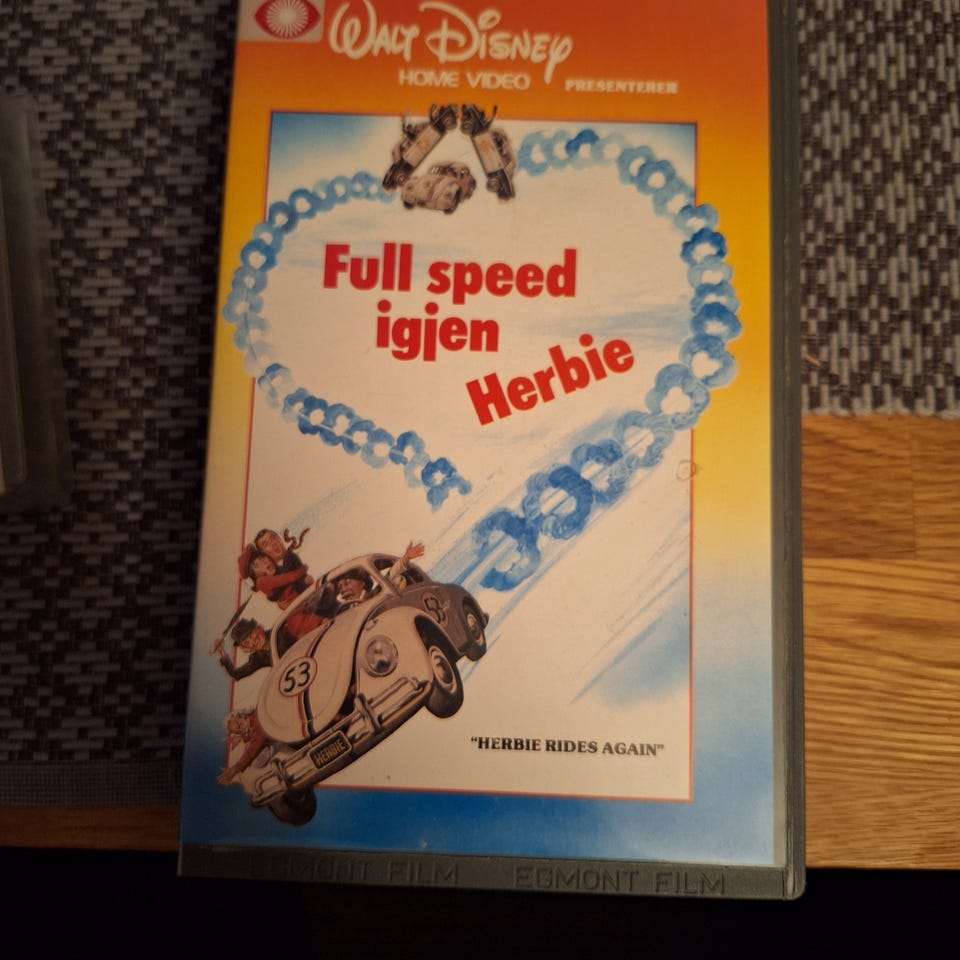 WALT DISNEY
HOME VIDEO PRESENTERER
Full speed
igjen
Herbie
53
HERBIE
"HERBIE RIDES AGAIN"
EGMONT FILM EGMONT FILM